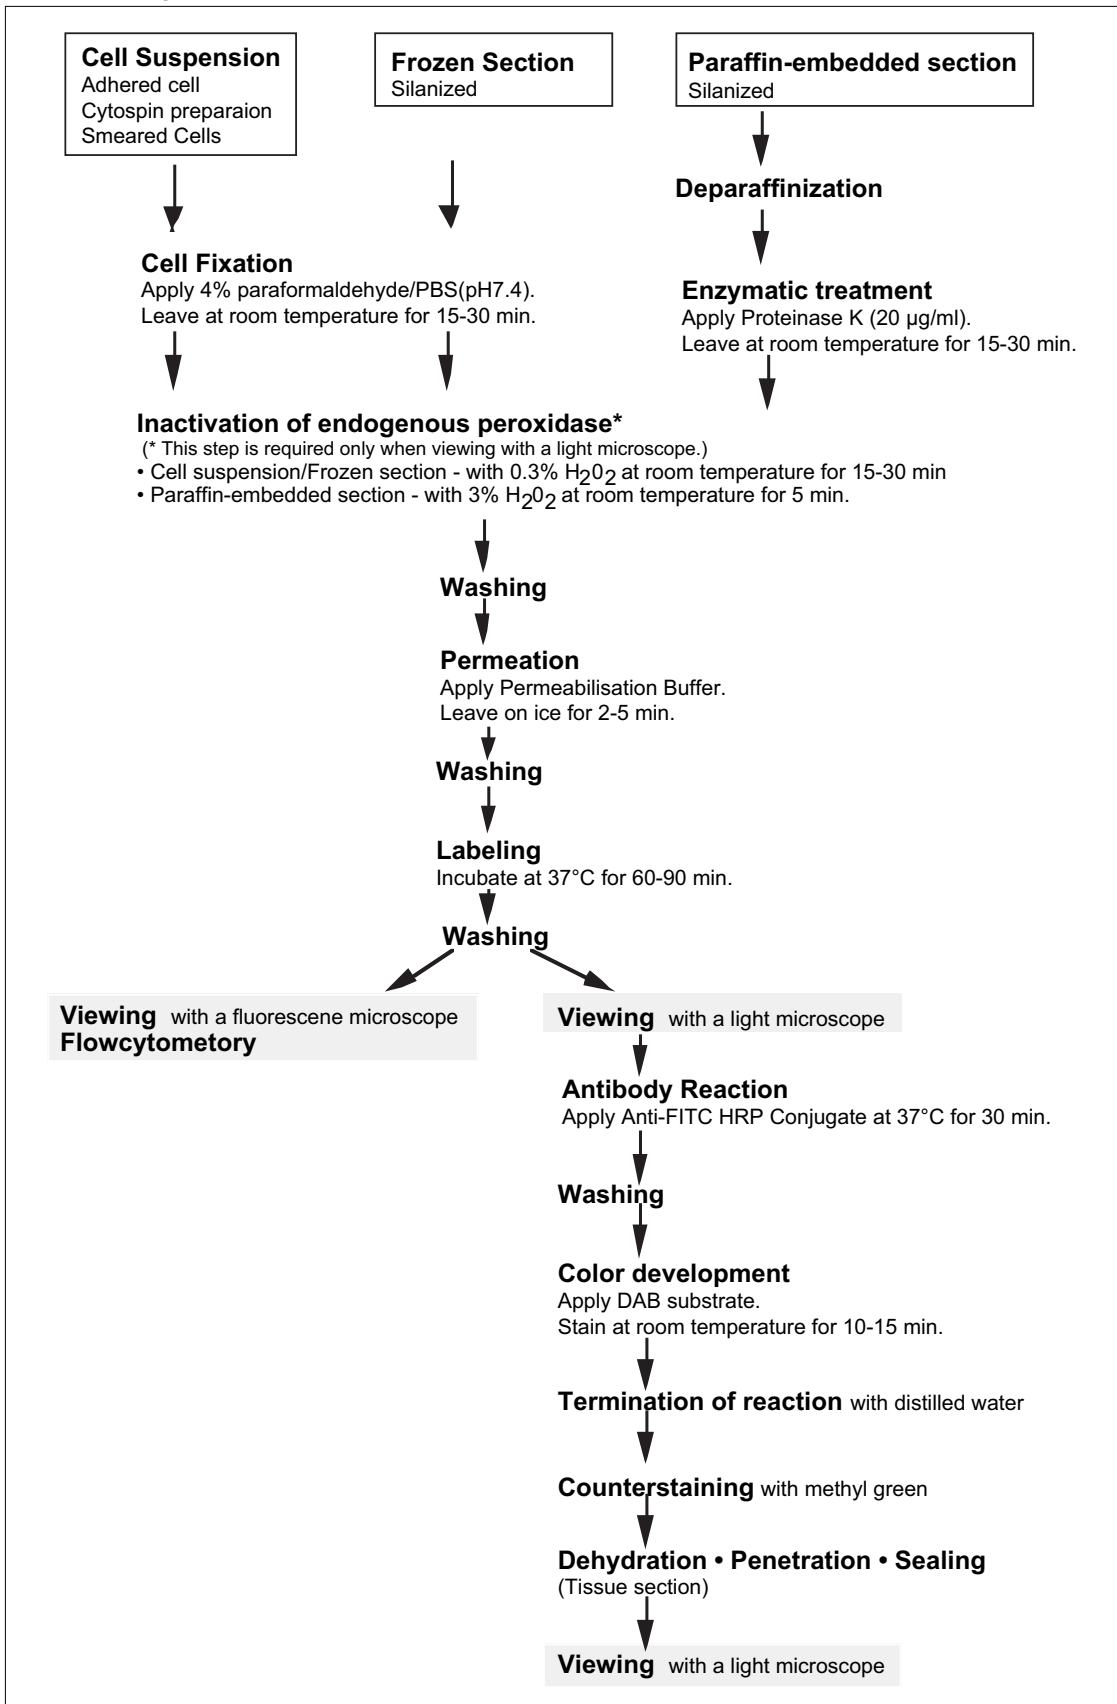 Cell Suspension
Adhered cell
Cytospin preparaion
Smeared Cells
Frozen Section
Silanized
Paraffin-embedded section
Silanized
Deparaffinization
Cell Fixation
Apply 4% paraformaldehyde/PBS(pH7.4).
Leave at room temperature for 15-30 min.
Enzymatic treatment
Apply Proteinase K (20 µg/ml).
Leave at room temperature for 15-30 min.
Inactivation of endogenous peroxidase*
(* This step is required only when viewing with a light microscope.)
• Cell suspension/Frozen section - with 0.3% H2O2 at room temperature for 15-30 min
• Paraffin-embedded section - with 3% H2O2 at room temperature for 5 min.
Washing
Permeation
Apply Permeabilisation Buffer.
Leave on ice for 2-5 min.
Washing
Labeling
Incubate at 37°C for 60-90 min.
Washing
Viewing with a fluorescene microscope
Flowcytometory
Viewing with a light microscope
Antibody Reaction
Apply Anti-FITC HRP Conjugate at 37°C for 30 min.
Washing
Color development
Apply DAB substrate.
Stain at room temperature for 10-15 min.
Termination of reaction with distilled water
Counterstaining with methyl green
Dehydration • Penetration • Sealing
(Tissue section)
Viewing with a light microscope